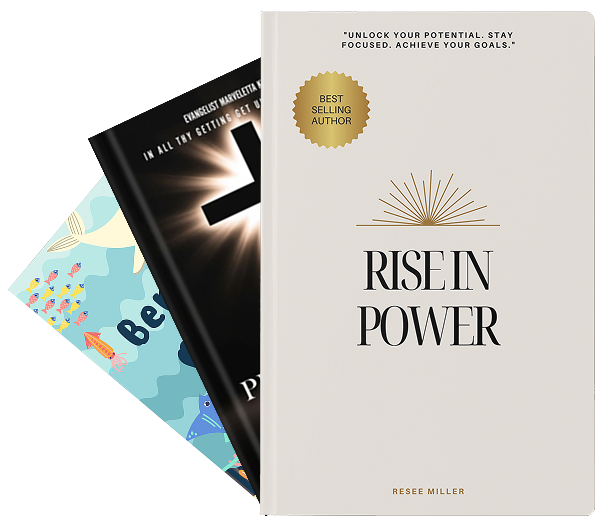 "UNLOCK YOUR POTENTIAL. STAY
FOCUSED. ACHIEVE YOUR GOALS."
BEST
SELLING
AUTHOR
RISE IN
POWER
RESEE MILLER
EVANGELIST MARVELETTA
IN ALL THY GETTING GET